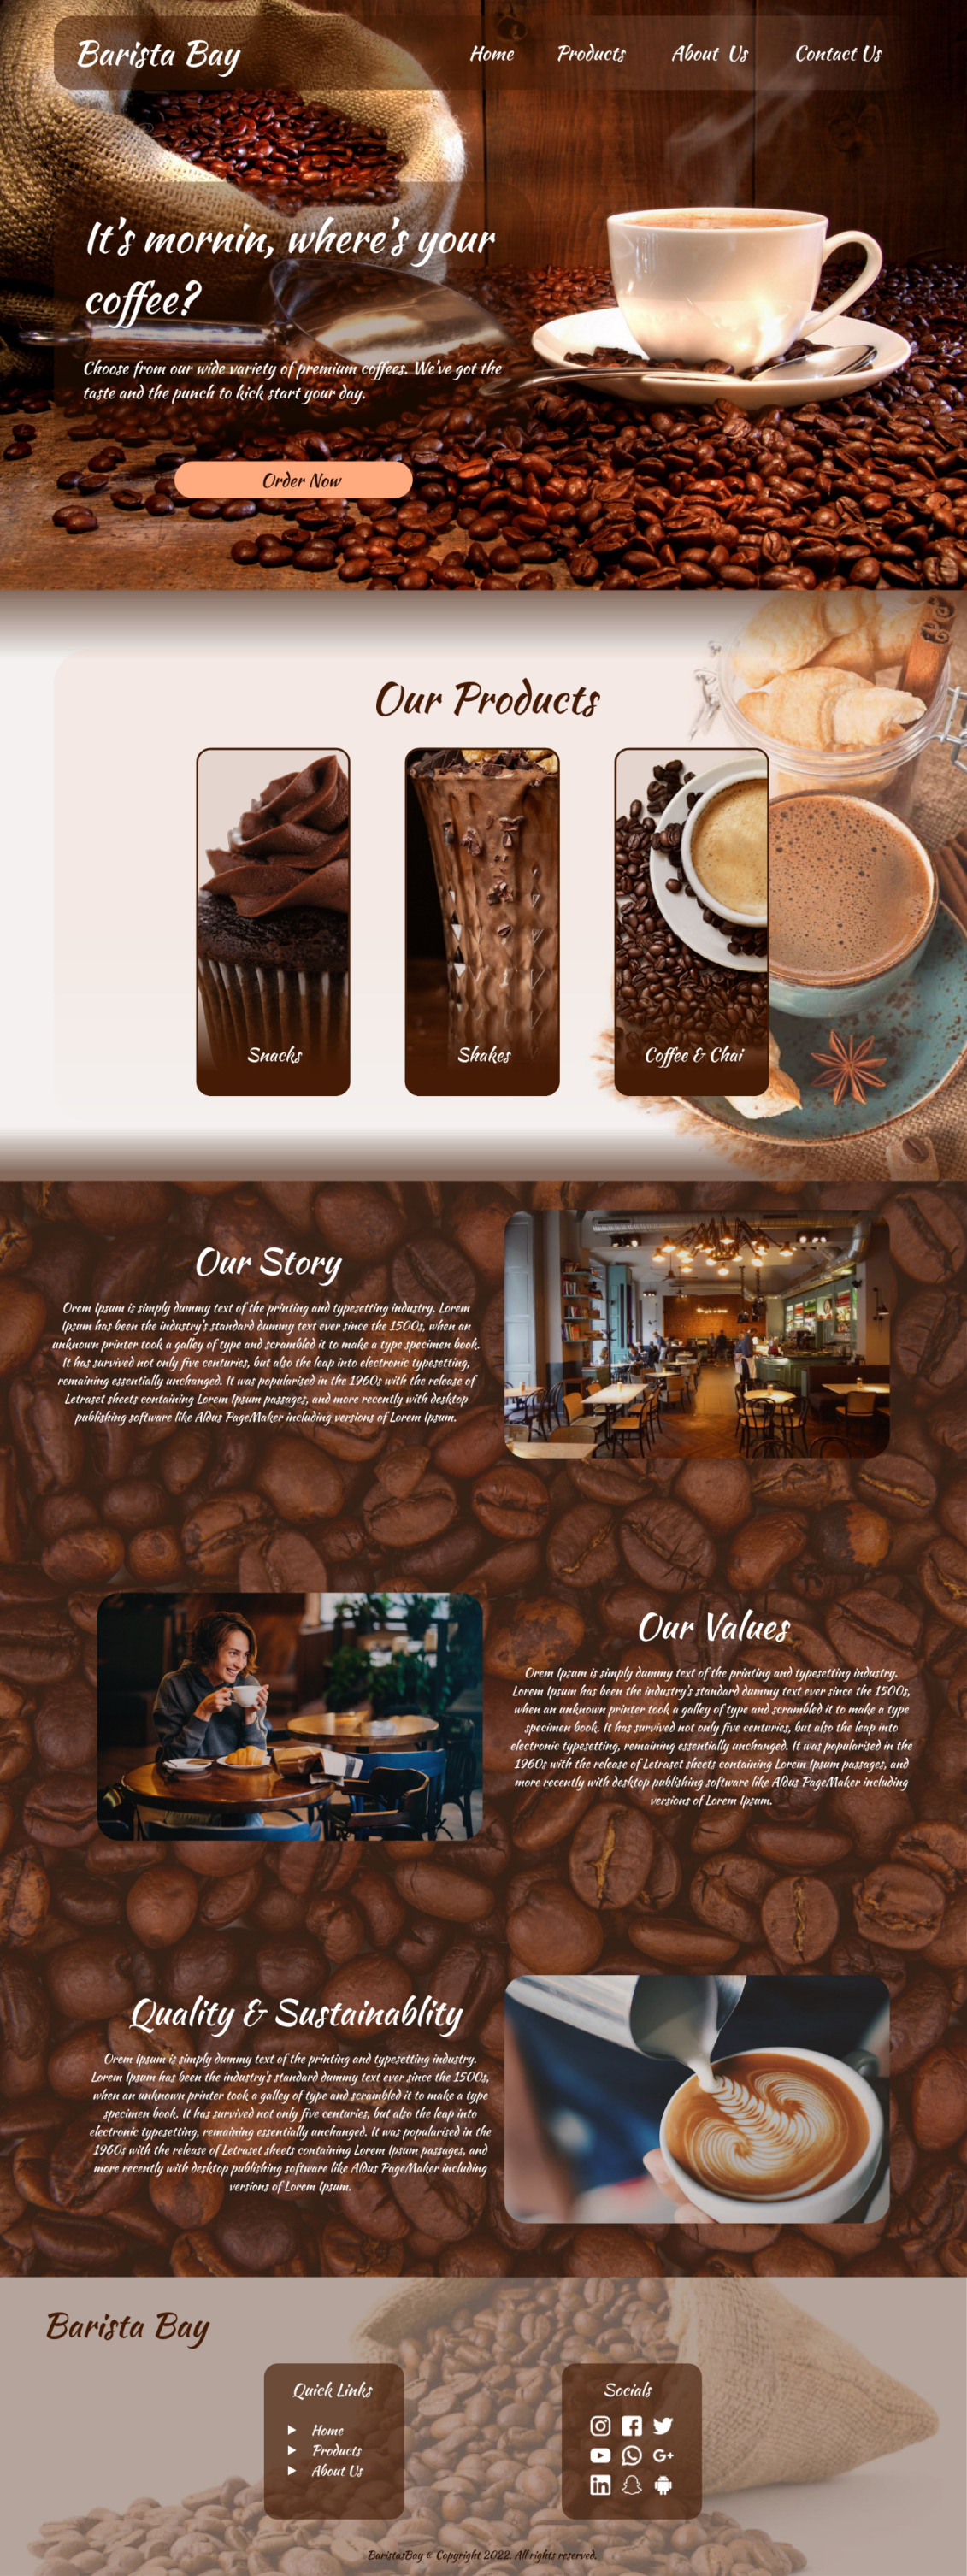 Barista Bay
Home Products About Us Contact Us
It's mornin, where's your
coffee?
Choose from our wide variety of premium coffees. We've got the
taste and the punch to kick start your day.
Order Now
Our Products
Snacks
Shakes
Coffee & Chai
Our Story
Orem Ipsum is simply dummy text of the printing and typesetting industry. Lorem
Ipsum has been the industry's standard dummy text ever since the 1500s, when an
unknown printer took a galley of type and scrambled it to make a type specimen book.
It has survived not only five centuries, but also the leap into electronic typesetting,
remaining essentially unchanged. It was popularised in the 1960s with the release of
Letraset sheets containing Lorem Ipsum passages, and more recently with desktop
publishing software like Aldus PageMaker including versions of Lorem Ipsum.
Our Values
Orem Ipsum is simply dummy text of the printing and typesetting industry.
Lorem Ipsum has been the industry's standard dummy text ever since the 1500s,
when an unknown printer took a galley of type and scrambled it to make a type
specimen book. It has survived not only five centuries, but also the leap into
electronic typesetting, remaining essentially unchanged. It was popularised in the
1960s with the release of Letraset sheets containing Lorem Ipsum passages, and
more recently with desktop publishing software like Aldus PageMaker including
versions of Lorem Ipsum.
Quality & Sustainablity
Orem Ipsum is simply dummy text of the printing and typesetting industry.
Lorem Ipsum has been the industry's standard dummy text ever since the 1500s,
when an unknown printer took a galley of type and scrambled it to make a type
specimen book. It has survived not only five centuries, but also the leap into
electronic typesetting, remaining essentially unchanged. It was popularised in the
1960s with the release of Letraset sheets containing Lorem Ipsum passages, and
more recently with desktop publishing software like Aldus PageMaker including
versions of Lorem Ipsum.
Barista Bay
Quick Links
Home
Products
About Us
Socials
BaristasBay © Copyright 2022. All rights reserved.